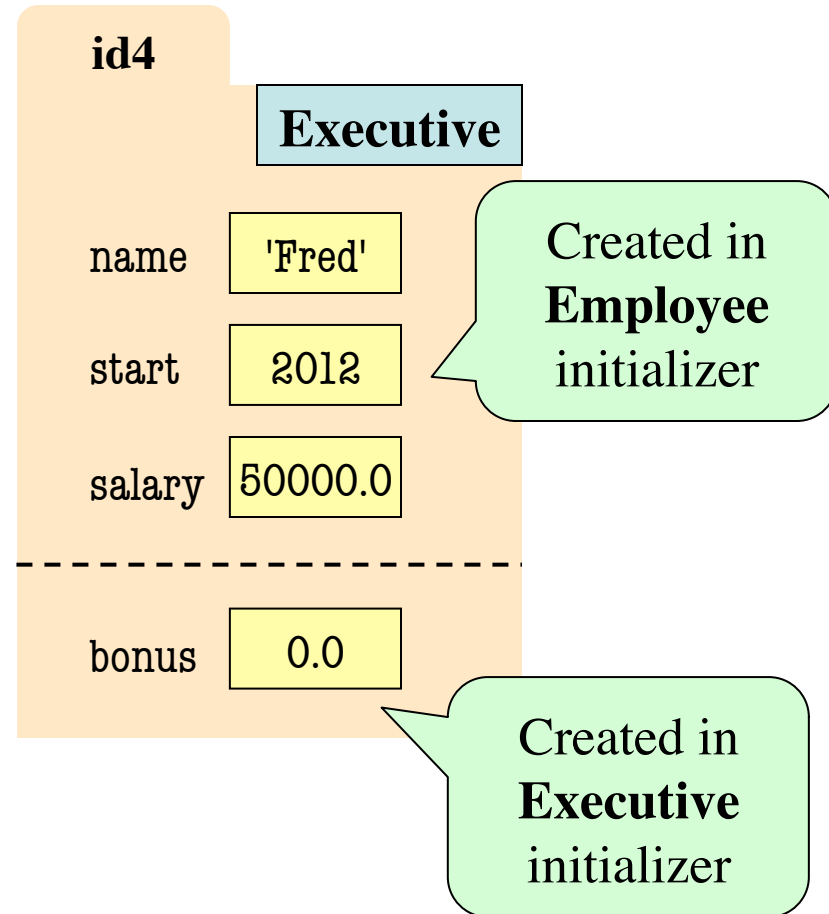 id4
Executive
name 'Fred'
Created in
Employee
initializer
start 2012
salary 50000.0
bonus 0.0
Created in
Executive
initializer